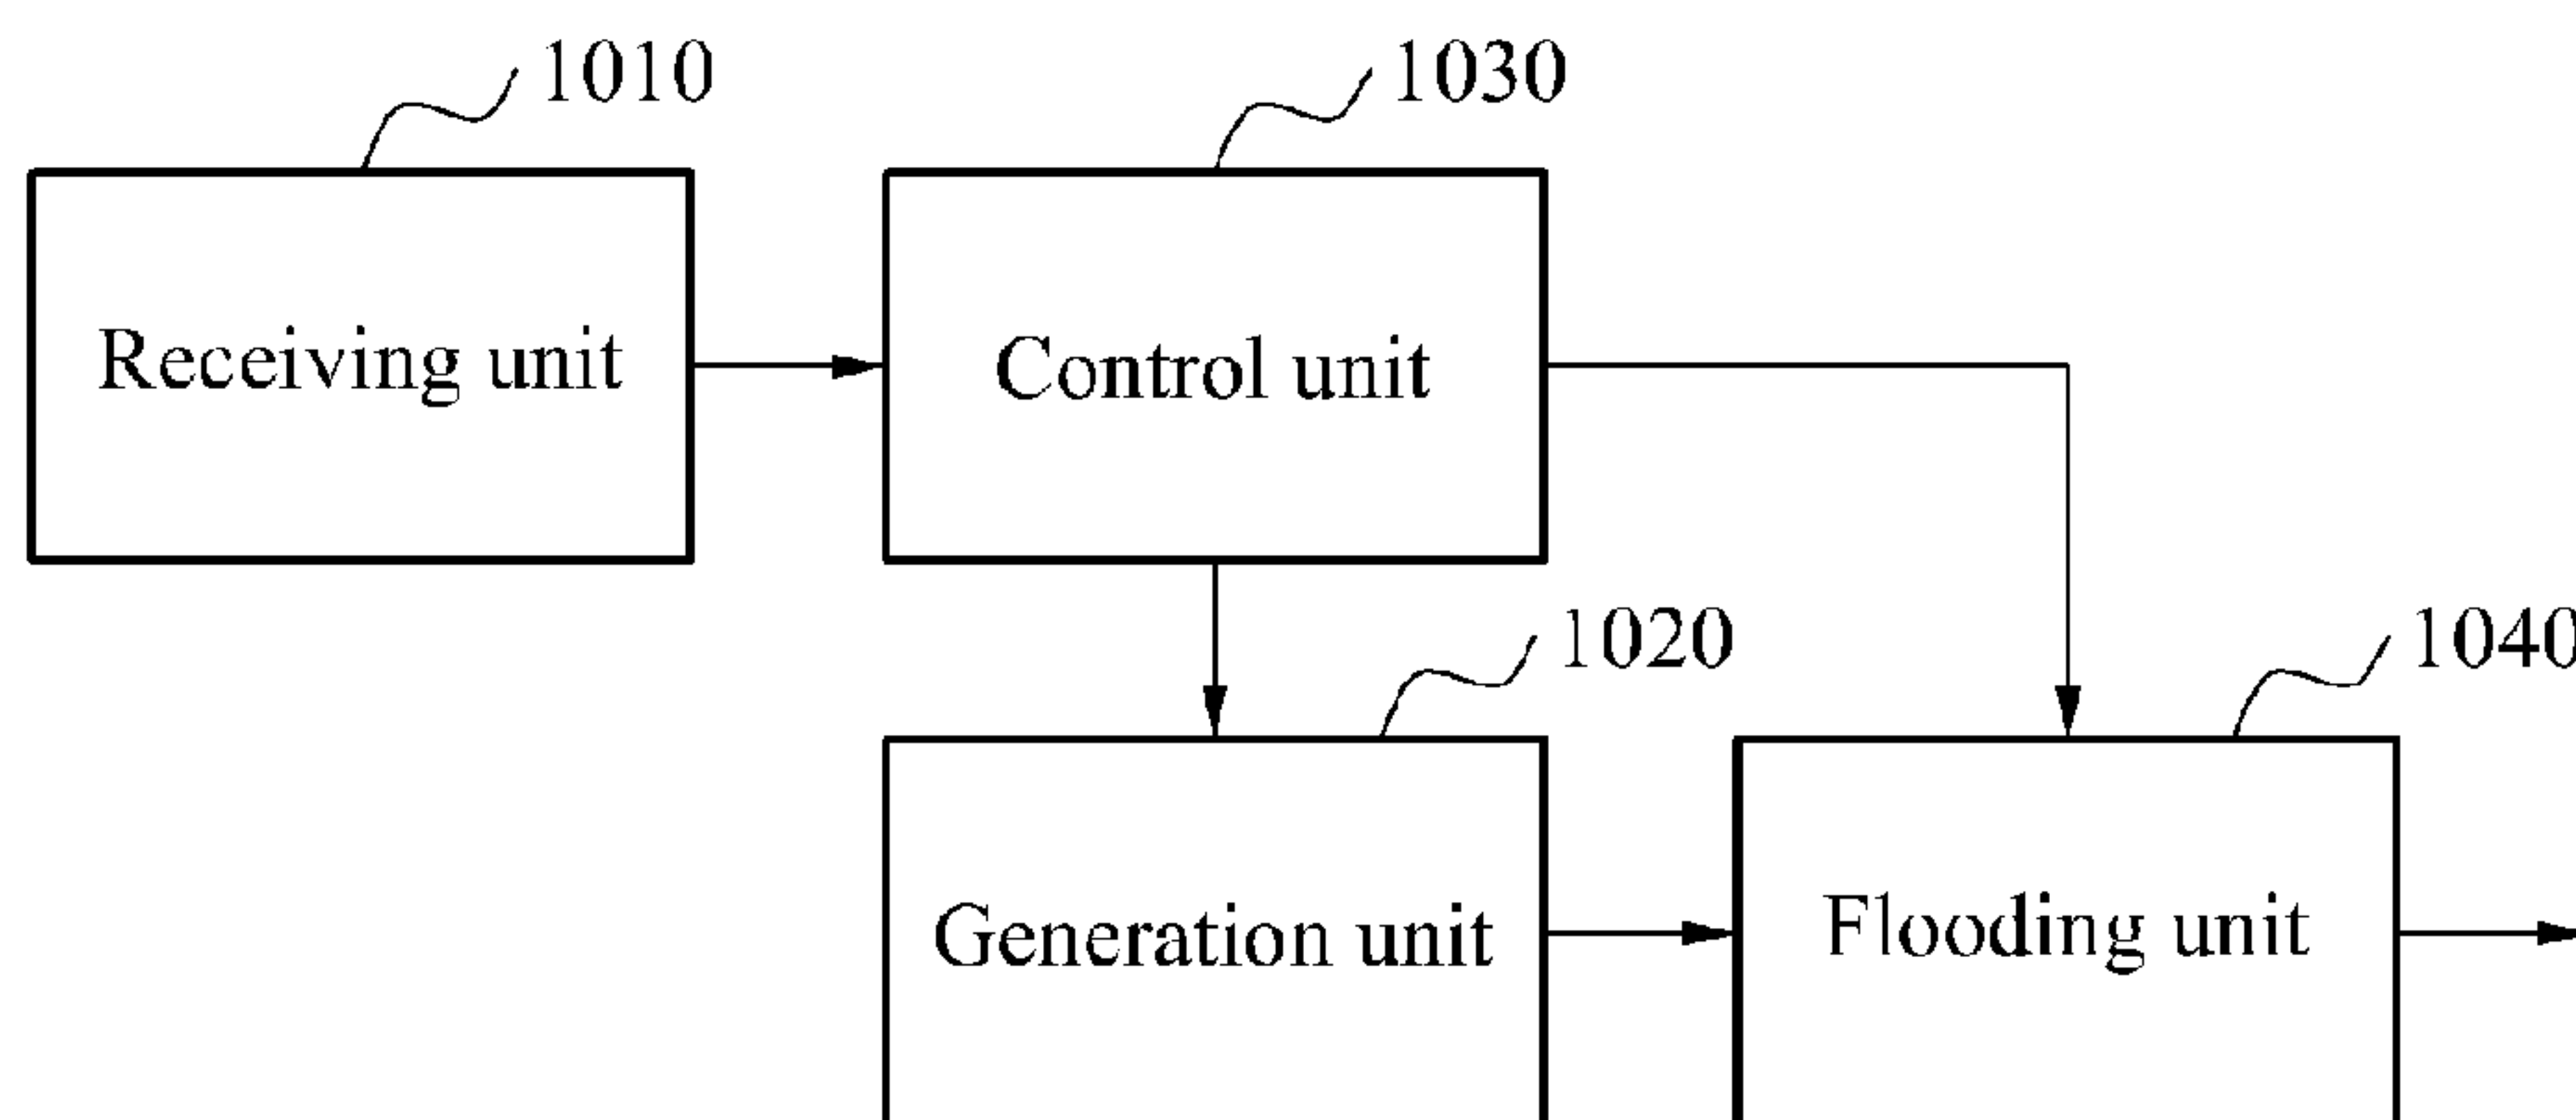 1010
1030
Receiving unit
Control unit
1020
1040
Generation unit
Flooding unit